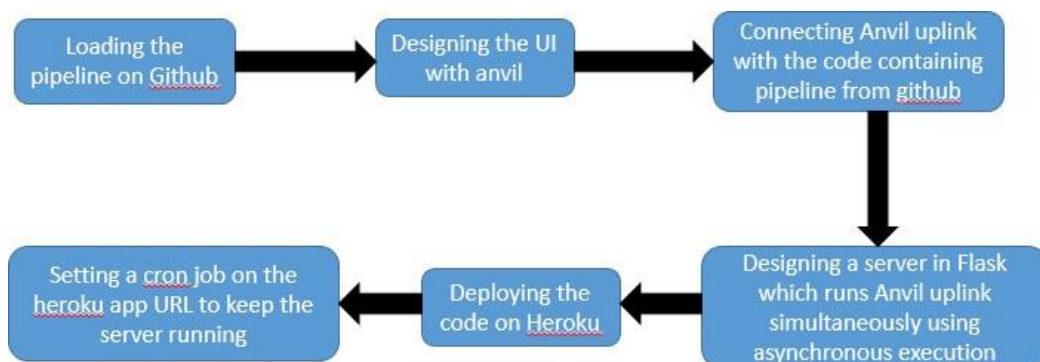 Loading the
pipeline on Github
Designing the UI
with anvil
Connecting Anvil uplink
with the code containing
pipeline from github
Designing a server in Flask
which runs Anvil uplink
simultaneously using
asynchronous execution
Deploying the
code on Heroku
Setting a cron job on the
heroku app URL to keep the
server running